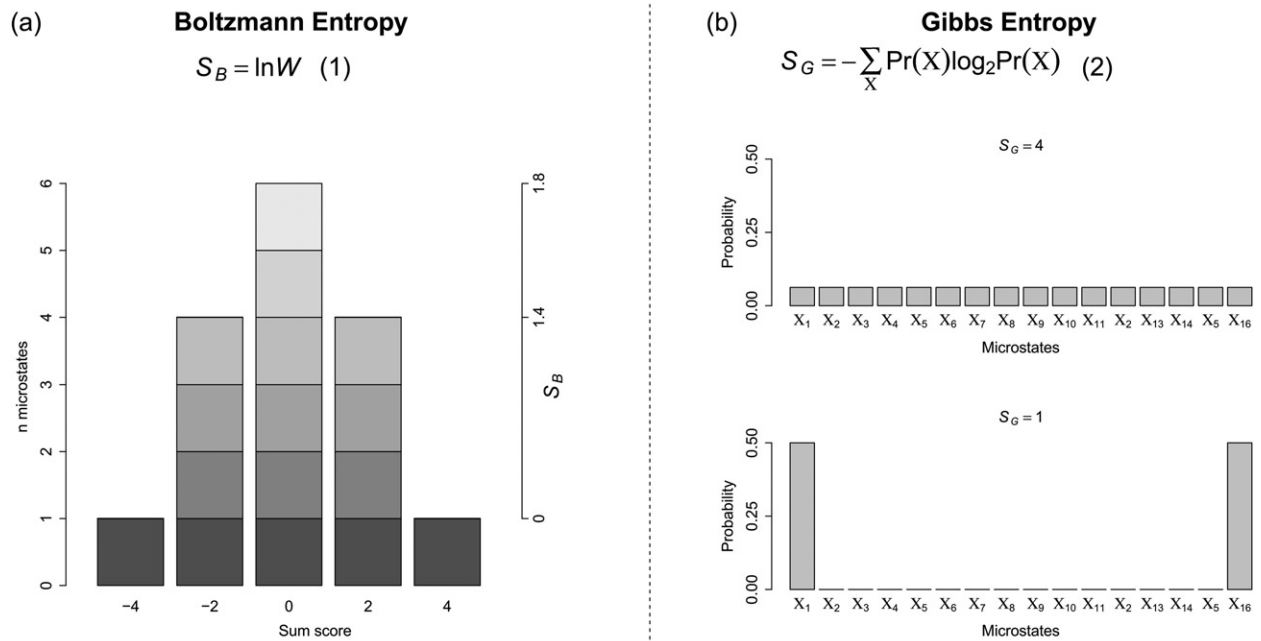 (a) Boltzmann Entropy
S_B = lnW (1)
6
5
4
3
2
1
0
n microstates
1.8
1.4
0
S_B
−4 −2 0 2 4
Sum score
(b) Gibbs Entropy
S_G = −∑_X Pr(X)log₂Pr(X) (2)
S_G = 4
0.50
0.25
0.00
Probability
X₁ X₂ X₃ X₄ X₅ X₆ X₇ X₈ X₉ X₁₀ X₁₁ X₂ X₁₃ X₁₄ X₅ X₁₆
Microstates
S_G = 1
0.50
0.25
0.00
Probability
X₁ X₂ X₃ X₄ X₅ X₆ X₇ X₈ X₉ X₁₀ X₁₁ X₂ X₁₃ X₁₄ X₅ X₁₆
Microstates